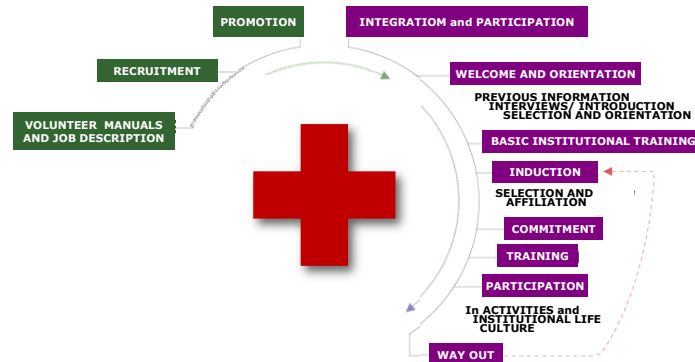 PROMOTION
INTEGRATIOM and PARTICIPATION
RECRUITMENT
WELCOME AND ORIENTATION
PREVIOUS INFORMATION
INTERVIEWS/ INTRODUCTION
SELECTION AND ORIENTATION
VOLUNTEER MANUALS
AND JOB DESCRIPTION
BASIC INSTITUTIONAL TRAINING
INDUCTION
SELECTION AND
AFFILIATION
COMMITMENT
TRAINING
PARTICIPATION
In ACTIVITIES and
INSTITUTIONAL LIFE
CULTURE
WAY OUT